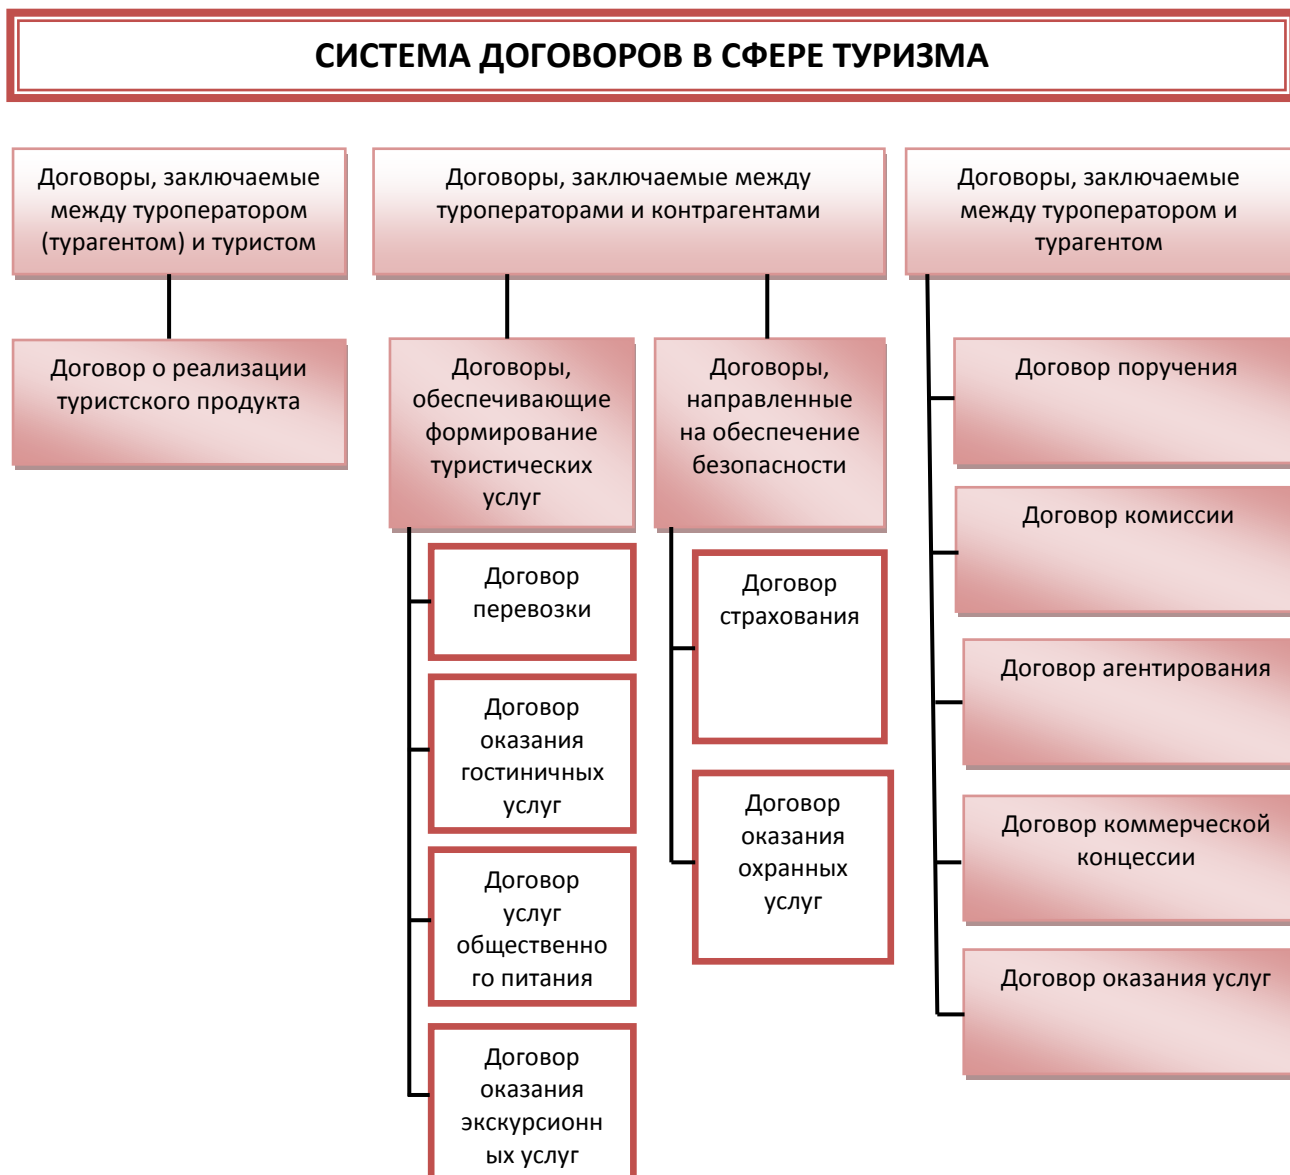 СИСТЕМА ДОГОВОРОВ В СФЕРЕ ТУРИЗМА
Договоры, заключаемые
между туроператором
(турагентом) и туристом
Договор о реализации
туристского продукта
Договоры, заключаемые между
туроператорами и контрагентами
Договоры,
обеспечивающие
формирование
туристических
услуг
Договор
перевозки
Договор
оказания
гостиничных
услуг
Договор
услуг
общественно
го питания
Договор
оказания
экскурсионн
ых услуг
Договоры,
направленные
на обеспечение
безопасности
Договор
страхования
Договор
оказания
охранных
услуг
Договоры, заключаемые
между туроператором и
турагентом
Договор поручения
Договор комиссии
Договор агентирования
Договор коммерческой
концессии
Договор оказания услуг